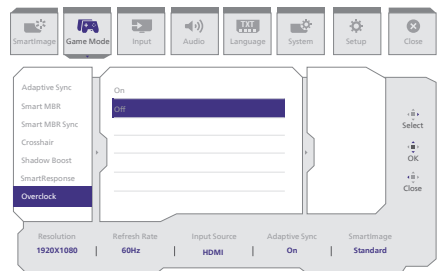 SmartImage Game Mode Input Audio Language System Setup Close
TXT
Adaptive Sync
Smart MBR
Smart MBR Sync
Crosshair
Shadow Boost
SmartResponse
Overclock
On
Off
Select
OK
Close
Resolution Refresh Rate Input Source Adaptive Sync SmartImage
1920X1080 | 60Hz | HDMI | On | Standard